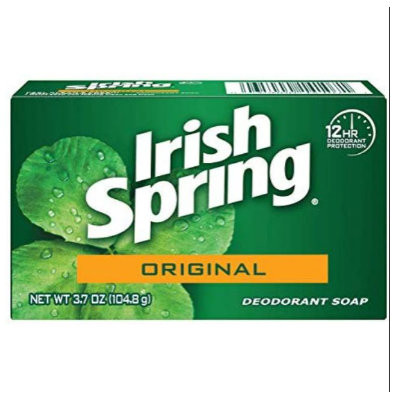 Irish
Spring®
12HR
DEODORANT
PROTECTION
ORIGINAL
NET WT 3.7 OZ (104.8 g)
DEODORANT SOAP